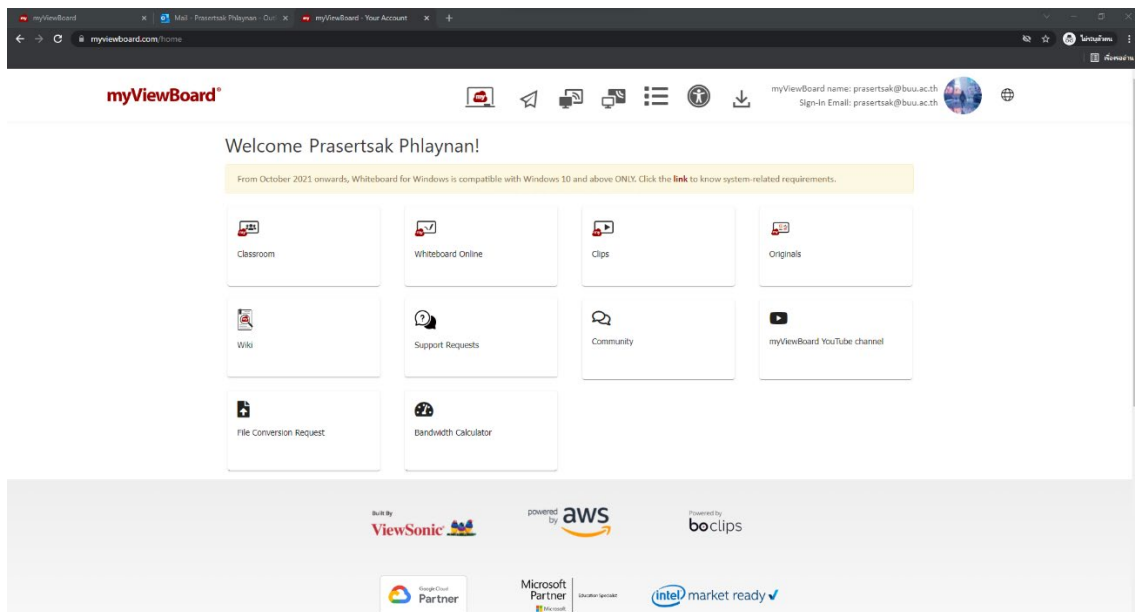 myViewBoard
Mail - Prasertsak Phlaynan - Outl
myViewBoard - Your Account
myviewboard.com/home
myViewBoard®
myViewBoard name: prasertsak@buu.ac.th
Sign-in Email: prasertsak@buu.ac.th
Welcome Prasertsak Phlaynan!
From October 2021 onwards, Whiteboard for Windows is compatible with Windows 10 and above ONLY. Click the link to know system-related requirements.
Classroom
Whiteboard Online
Clips
Originals
Wiki
Support Requests
Community
myViewBoard YouTube channel
File Conversion Request
Bandwidth Calculator
Built By
ViewSonic
powered by
aws
Powered by
boclips
Google Cloud
Partner
Microsoft
Partner
Education Specialist
Microsoft
intel market ready